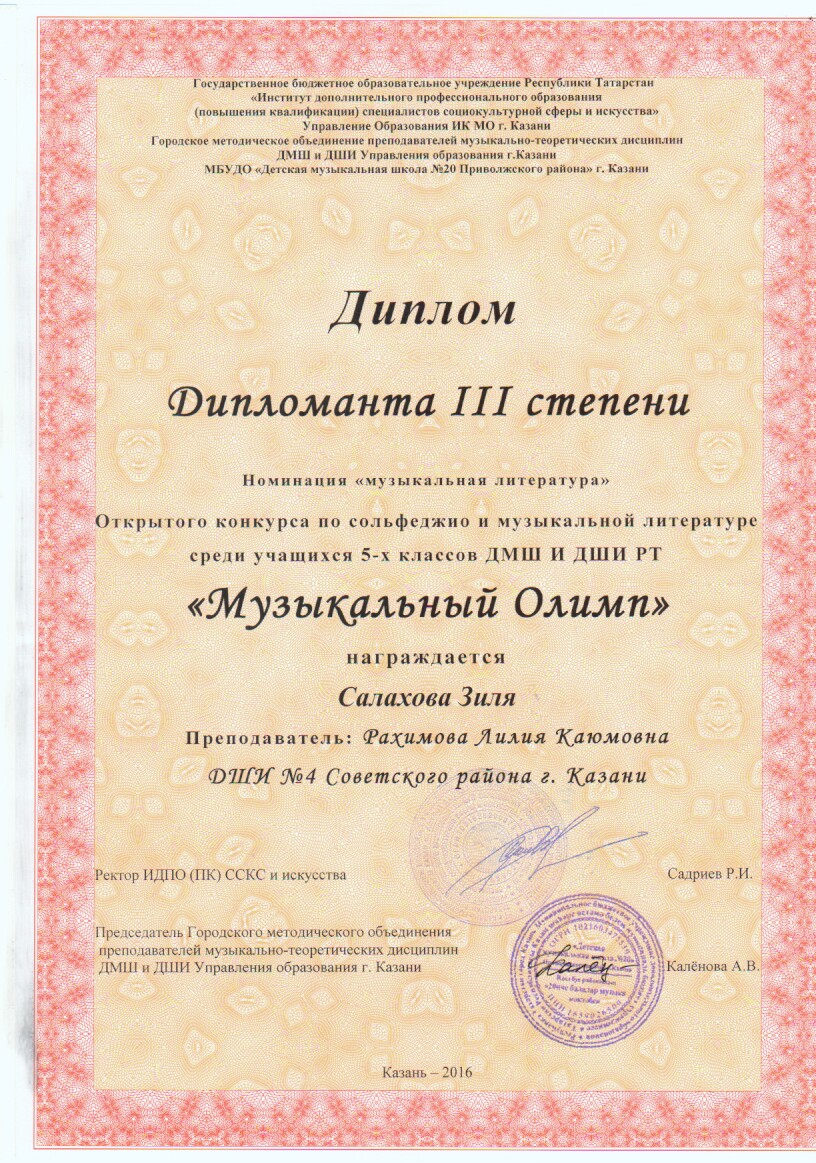 Государственное бюджетное образовательное учреждение Республики Татарстан
«Институт дополнительного профессионального образования
(повышения квалификации) специалистов социокультурной сферы и искусства»
Управление Образования ИК МО г. Казани
Городское методическое объединение преподавателей музыкально-теоретических дисциплин
ДМШ и ДШИ Управления образования г.Казани
МБУДО «Детская музыкальная школа №20 Приволжского района» г. Казани
Диплом
Дипломанта III степени
Номинация «музыкальная литература»
Открытого конкурса по сольфеджио и музыкальной литературе
среди учащихся 5-х классов ДМШ И ДШИ РТ
«Музыкальный Олимп»
награждается
Салахова Зиля
Преподаватель: Рахимова Лилия Каюмовна
ДШИ №4 Советского района г. Казани
Ректор ИДПО (ПК) ССКС и искусства
Садриев Р.И.
Председатель Городского методического объединения
преподавателей музыкально-теоретических дисциплин
ДМШ и ДШИ Управления образования г. Казани
Калёнова А.В.
Казань – 2016